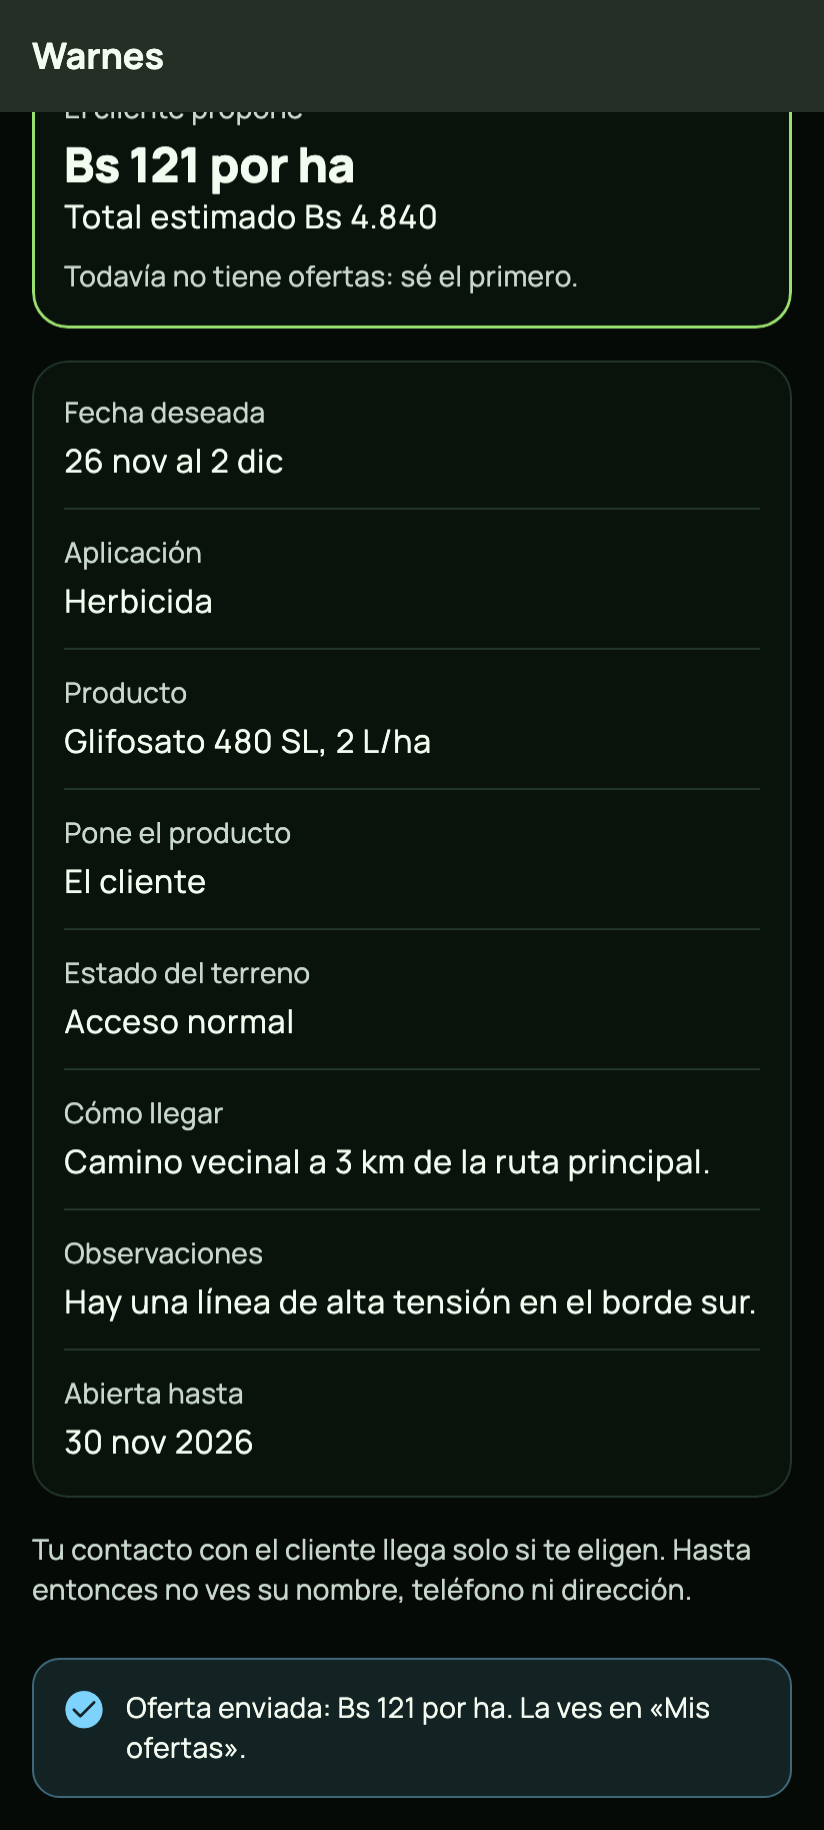 Warnes
El cliente propone
Bs 121 por ha
Total estimado Bs 4.840
Todavía no tiene ofertas: sé el primero.
Fecha deseada
26 nov al 2 dic
Aplicación
Herbicida
Producto
Glifosato 480 SL, 2 L/ha
Pone el producto
El cliente
Estado del terreno
Acceso normal
Cómo llegar
Camino vecinal a 3 km de la ruta principal.
Observaciones
Hay una línea de alta tensión en el borde sur.
Abierta hasta
30 nov 2026
Tu contacto con el cliente llega solo si te eligen. Hasta
entonces no ves su nombre, teléfono ni dirección.
Oferta enviada: Bs 121 por ha. La ves en «Mis
ofertas».